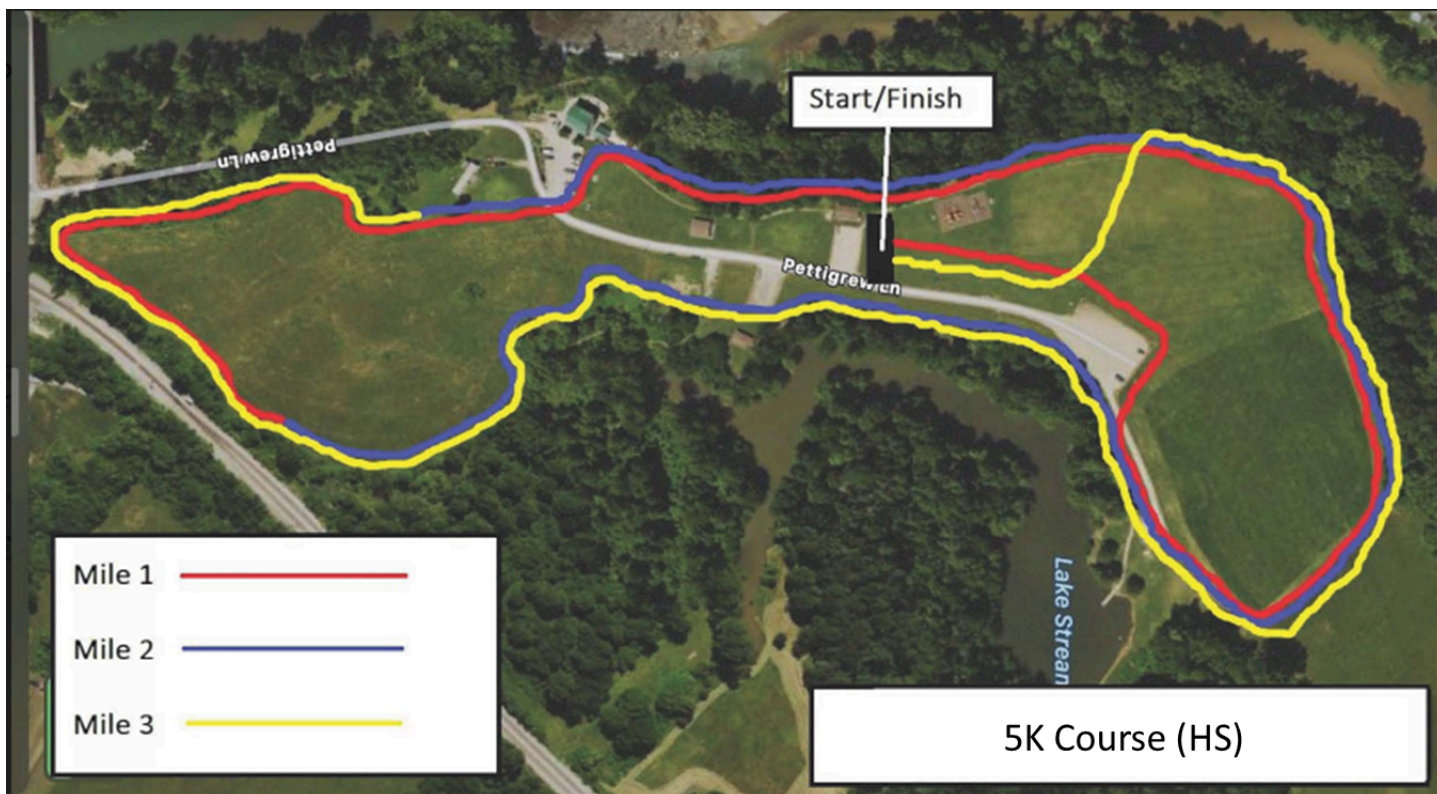 Start/Finish
Pettigrew Ln
Pettigrew Ln
Lake Strean
Mile 1
Mile 2
Mile 3
5K Course (HS)